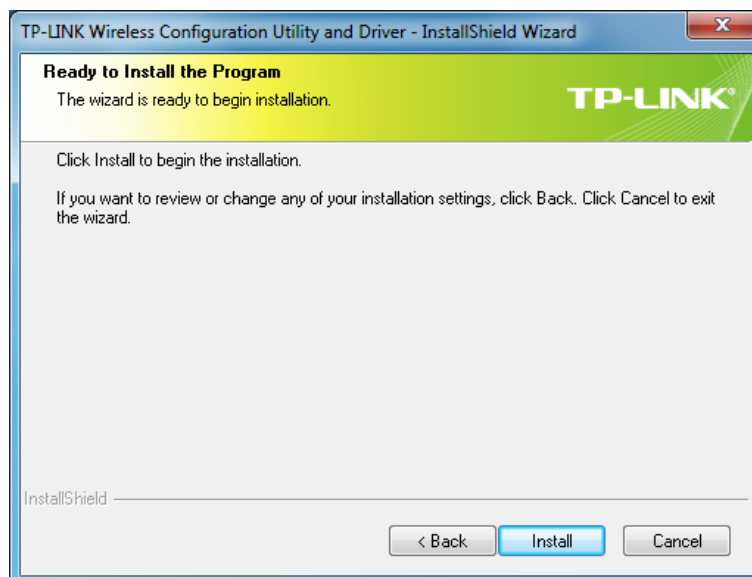 TP-LINK Wireless Configuration Utility and Driver - InstallShield Wizard
X
Ready to Install the Program
The wizard is ready to begin installation.
TP-LINK®
Click Install to begin the installation.
If you want to review or change any of your installation settings, click Back. Click Cancel to exit
the wizard.
InstallShield
< Back Install Cancel